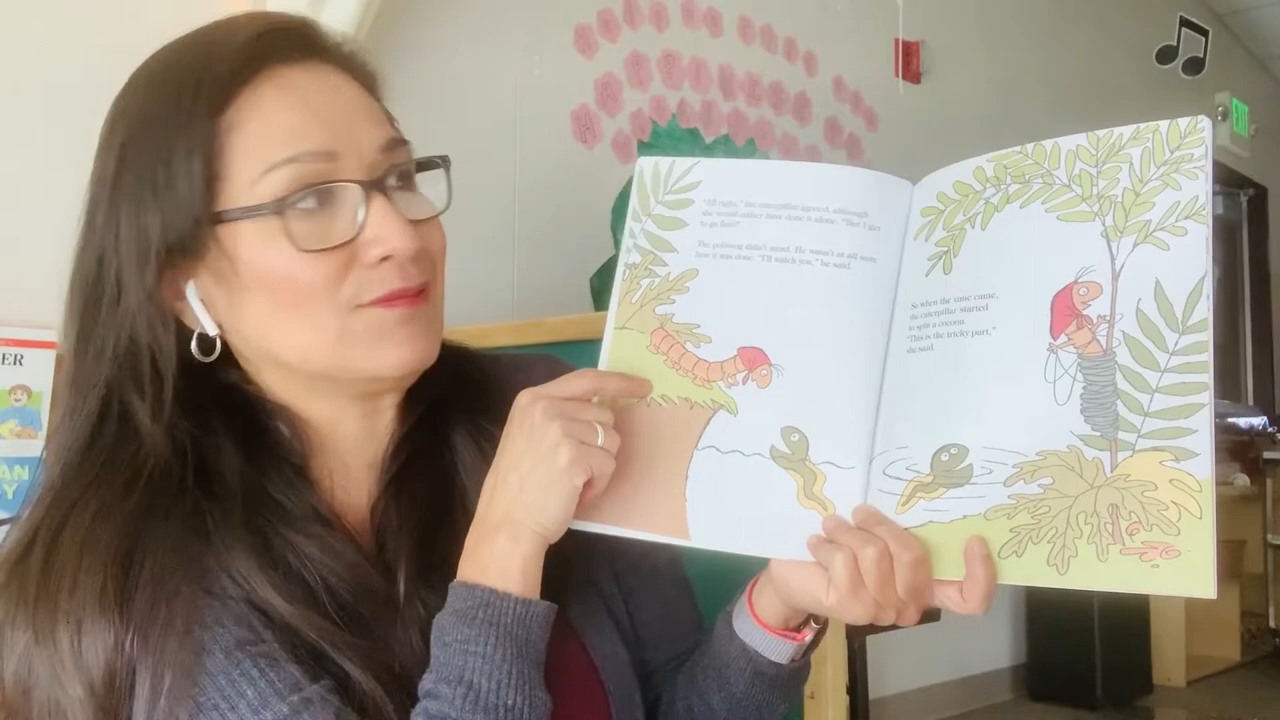 "All right," the caterpillar agreed, although
she would rather have done it alone. "But I get
to go first!"
The polliwog didn't mind. He wasn't at all sure
how it was done. "I'll watch you," he said.
So when the time came,
the caterpillar started
to spin a cocoon.
"This is the tricky part,"
she said.
EXIT
ER
AN
Y